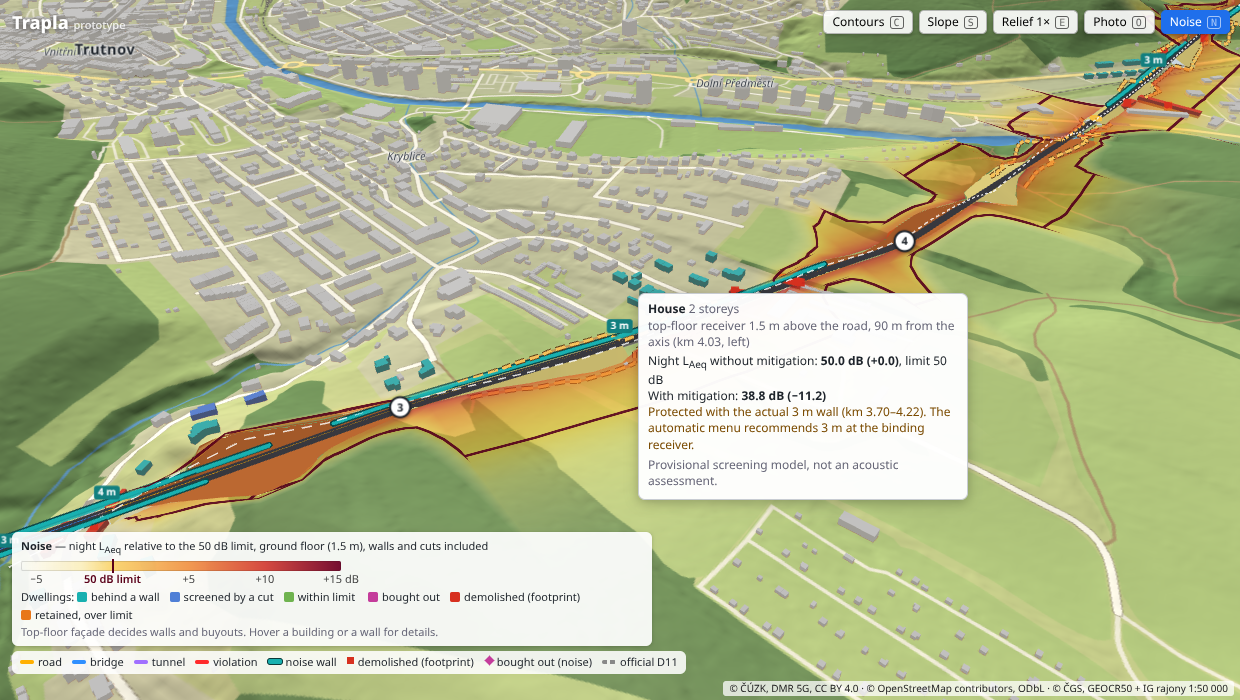 Trapla prototype
Contours C
Slope S
Relief 1× E
Photo O
Noise N
Vnitřní
Trutnov
Dolní Předměstí
3 m
Kryblice
4
3 m
3
4 m
House 2 storeys
top-floor receiver 1.5 m above the road, 90 m from the
axis (km 4.03, left)
Night LAeq without mitigation: 50.0 dB (+0.0), limit 50
dB
With mitigation: 38.8 dB (−11.2)
Protected with the actual 3 m wall (km 3.70–4.22). The
automatic menu recommends 3 m at the binding
receiver.
Provisional screening model, not an acoustic
assessment.
Noise — night LAeq relative to the 50 dB limit, ground floor (1.5 m), walls and cuts included
−5 50 dB limit +5 +10 +15 dB
Dwellings: behind a wall screened by a cut within limit bought out demolished (footprint)
retained, over limit
Top-floor façade decides walls and buyouts. Hover a building or a wall for details.
road bridge tunnel violation noise wall demolished (footprint) bought out (noise) official D11
© ČÚZK, DMR 5G, CC BY 4.0 · © OpenStreetMap contributors, ODbL · © ČGS, GEOCR50 + IG rajony 1:50 000